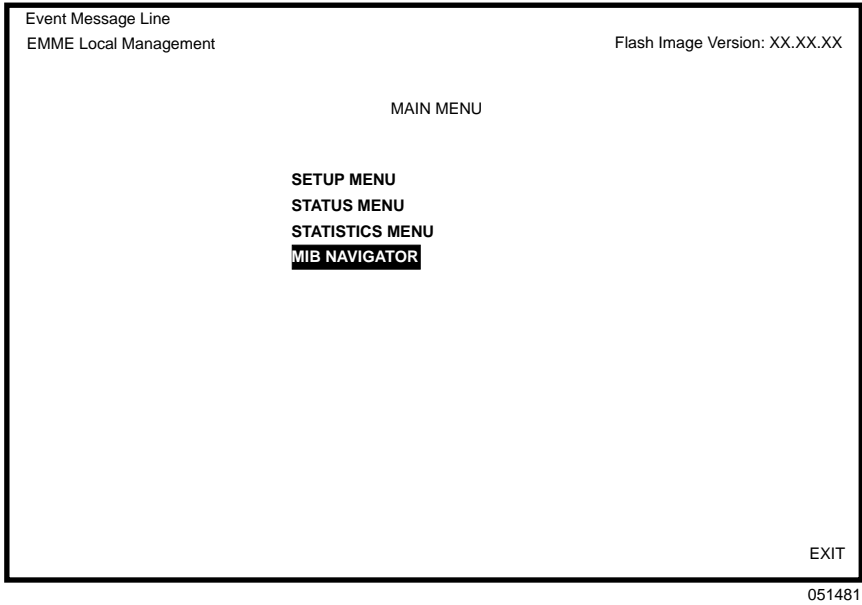 Event Message Line
EMME Local Management Flash Image Version: XX.XX.XX
MAIN MENU
SETUP MENU
STATUS MENU
STATISTICS MENU
MIB NAVIGATOR
EXIT
051481